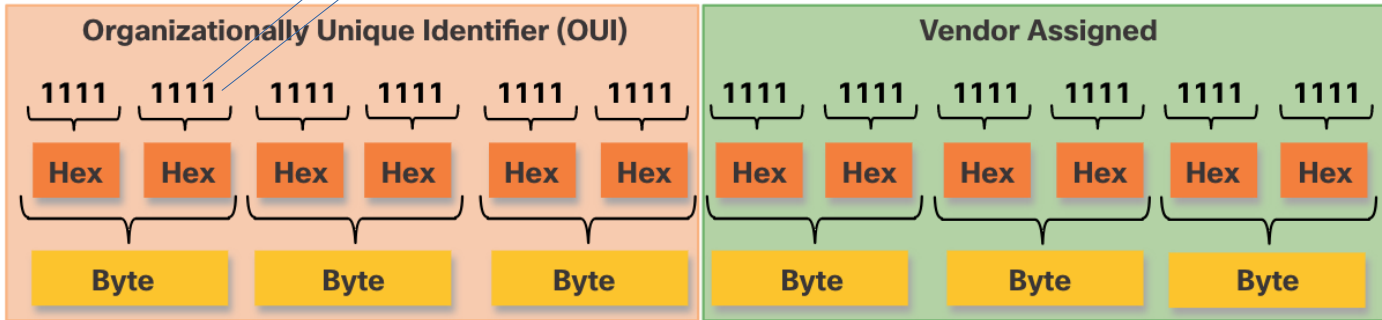 Organizationally Unique Identifier (OUI) Vendor Assigned
1111 1111 1111 1111 1111 1111 1111 1111 1111 1111 1111 1111
Hex Hex Hex Hex Hex Hex Hex Hex Hex Hex Hex Hex
Byte Byte Byte Byte Byte Byte